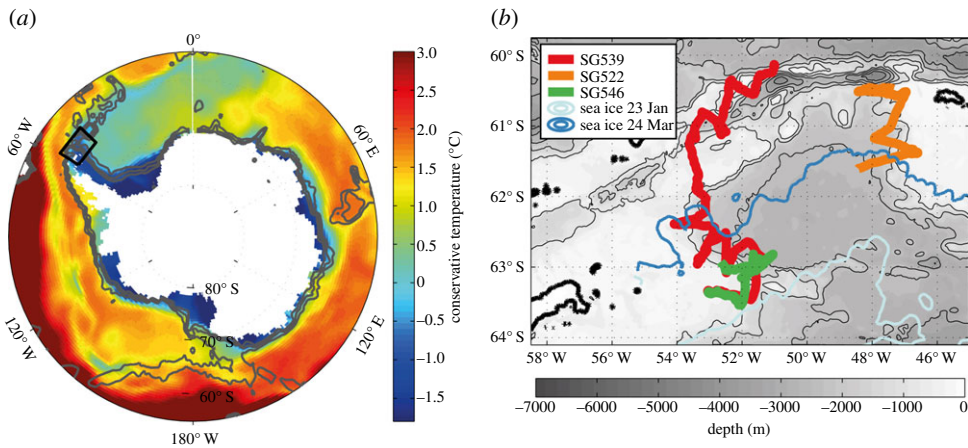 (a)
0°
60° W
60° E
120° W
120° E
180° W
80° S
70° S
60° S
3.0
2.5
2.0
1.5
1.0
0.5
0
−0.5
−1.0
−1.5
conservative temperature (°C)
(b)
SG539
SG522
SG546
sea ice 23 Jan
sea ice 24 Mar
60° S
61° S
62° S
63° S
64° S
58° W
56° W
54° W
52° W
50° W
48° W
46° W
−7000
−6000
−5000
−4000
−3000
−2000
−1000
0
depth (m)